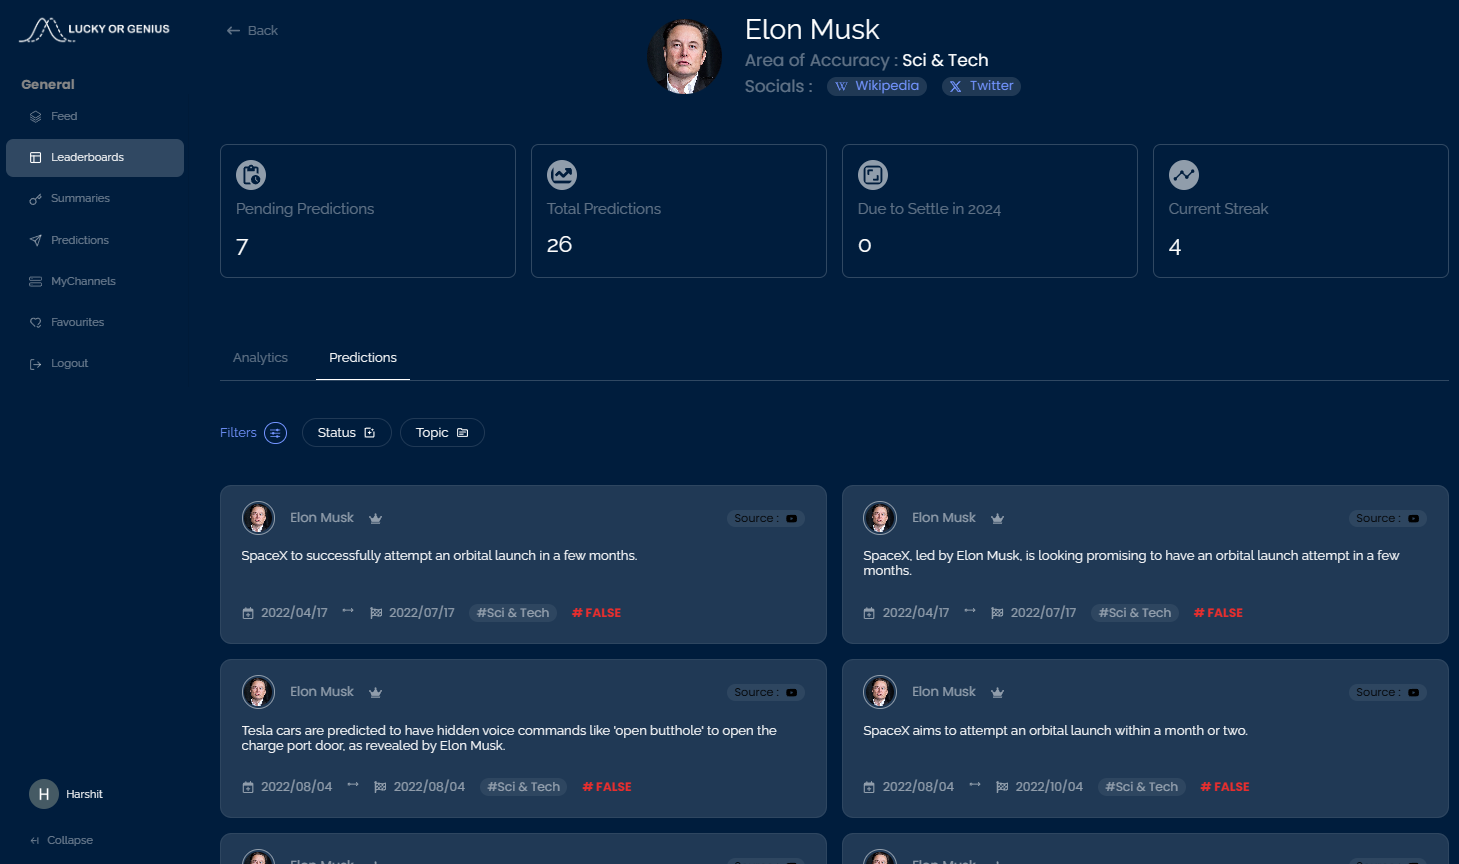 LUCKY OR GENIUS
General
Feed
Leaderboards
Summaries
Predictions
MyChannels
Favourites
Logout
H Harshit
Collapse
Back
Elon Musk
Area of Accuracy : Sci & Tech
Socials : W Wikipedia X Twitter
Pending Predictions
7
Total Predictions
26
Due to Settle in 2024
0
Current Streak
4
Analytics Predictions
Filters Status Topic
Elon Musk Source :
SpaceX to successfully attempt an orbital launch in a few months.
2022/04/17 2022/07/17 #Sci & Tech # FALSE
Elon Musk Source :
SpaceX, led by Elon Musk, is looking promising to have an orbital launch attempt in a few
months.
2022/04/17 2022/07/17 #Sci & Tech # FALSE
Elon Musk Source :
Tesla cars are predicted to have hidden voice commands like 'open butthole' to open the
charge port door, as revealed by Elon Musk.
2022/08/04 2022/08/04 #Sci & Tech # FALSE
Elon Musk Source :
SpaceX aims to attempt an orbital launch within a month or two.
2022/08/04 2022/10/04 #Sci & Tech # FALSE
Elon Musk
Elon Musk